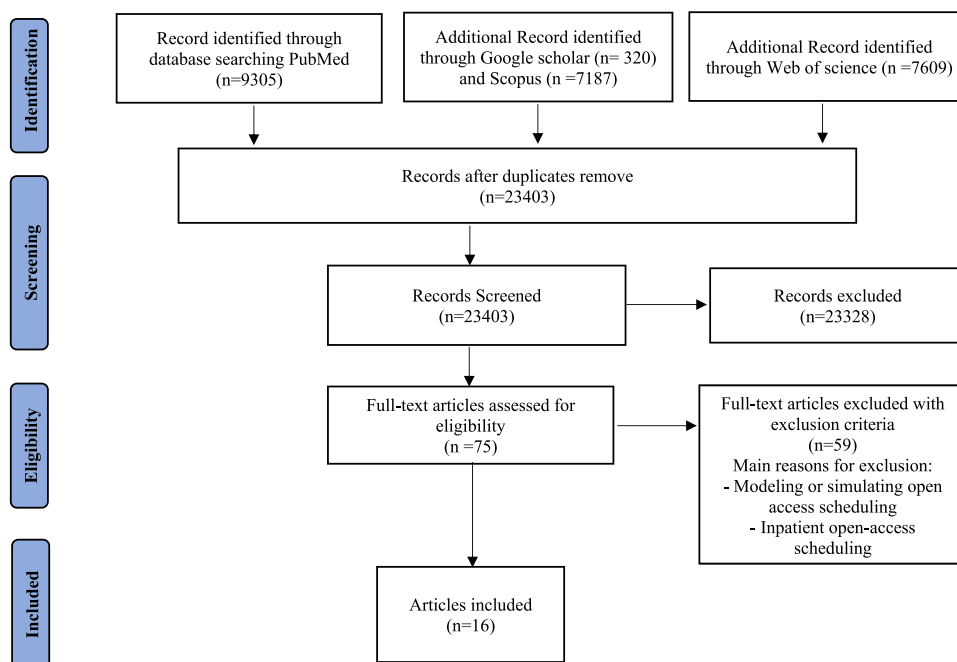 Identification
Record identified through
database searching PubMed
(n=9305)
Additional Record identified
through Google scholar (n= 320)
and Scopus (n =7187)
Additional Record identified
through Web of science (n =7609)
Records after duplicates remove
(n=23403)
Screening
Records Screened
(n=23403)
Records excluded
(n=23328)
Eligibility
Full-text articles assessed for
eligibility
(n =75)
Full-text articles excluded with
exclusion criteria
(n=59)
Main reasons for exclusion:
- Modeling or simulating open
access scheduling
- Inpatient open-access
scheduling
Included
Articles included
(n=16)